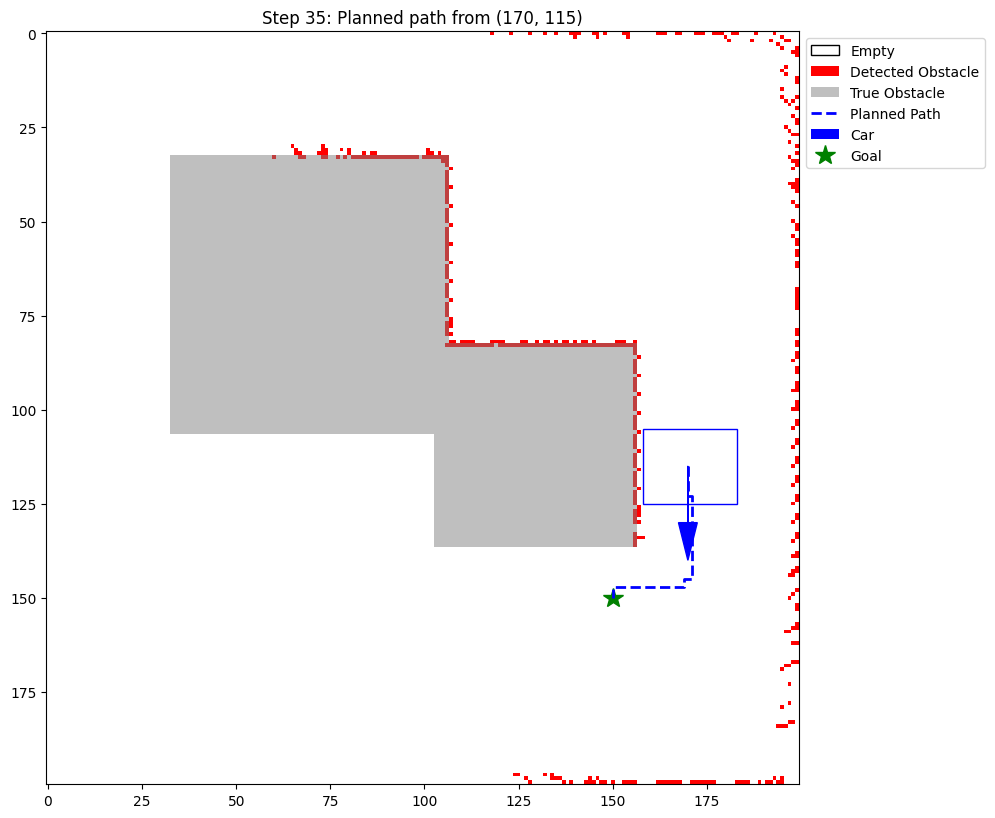 Step 35: Planned path from (170, 115)
Empty
Detected Obstacle
True Obstacle
Planned Path
Car
Goal
0
25
50
75
100
125
150
175
0 25 50 75 100 125 150 175